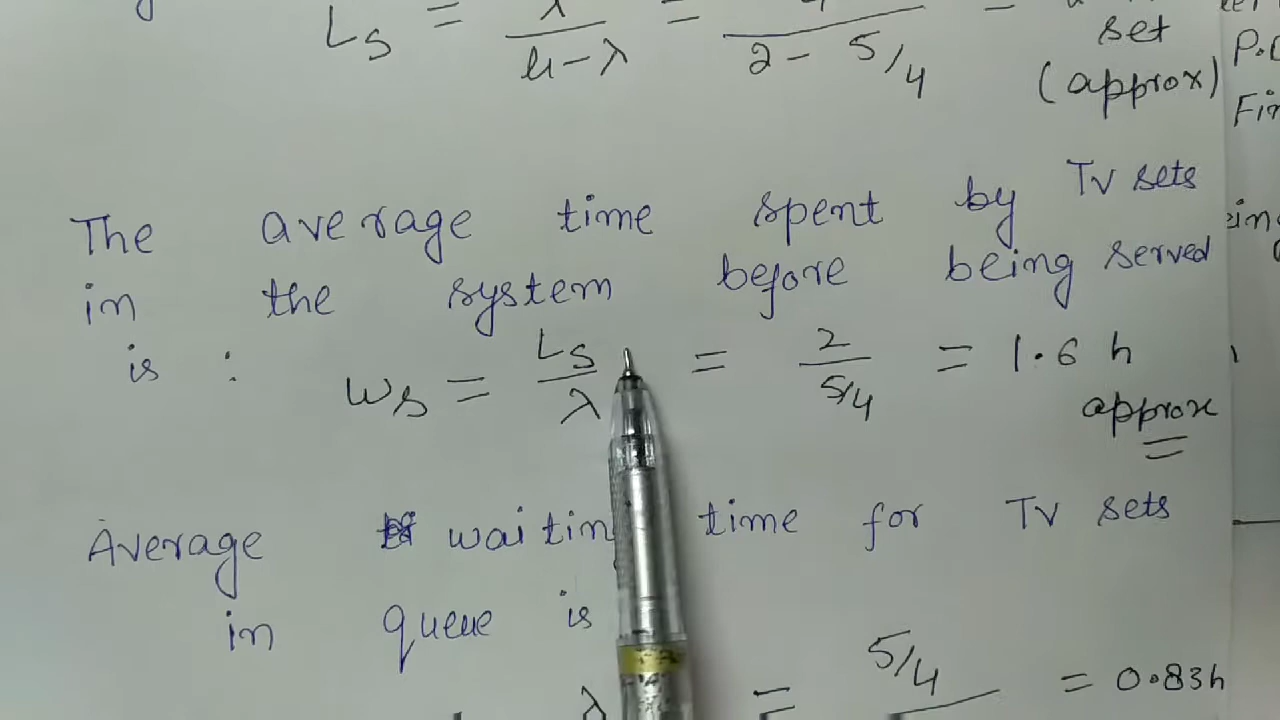 Ls = λ / μ-λ = / 2 - 5/4 = set
(approx)
The average time spent by TV sets
in the system before being served
is : Ws = Ls / λ = 2 / 5/4 = 1.6 h
approx
Average waitin time for TV sets
in queue is
λ = 5/4 = 0.83h